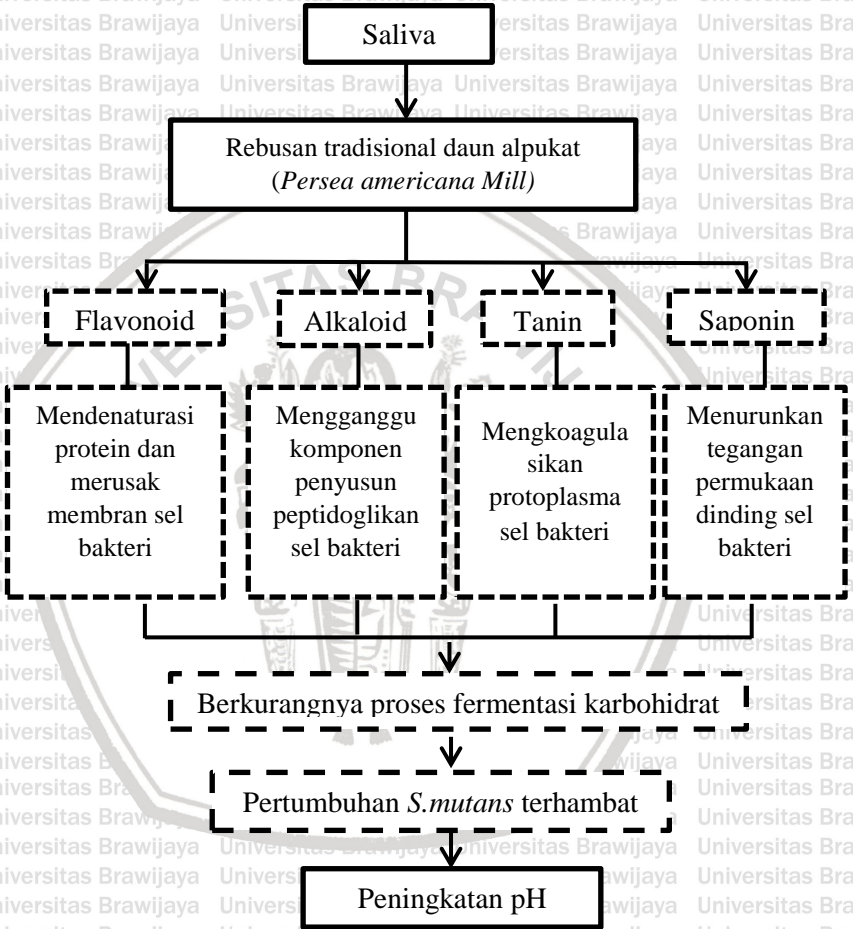 Saliva
Rebusan tradisional daun alpukat
(Persea americana Mill)
Flavonoid
Alkaloid
Tanin
Saponin
Mendenaturasi
protein dan
merusak
membran sel
bakteri
Mengganggu
komponen
penyusun
peptidoglikan
sel bakteri
Mengkoagula
sikan
protoplasma
sel bakteri
Menurunkan
tegangan
permukaan
dinding sel
bakteri
Berkurangnya proses fermentasi karbohidrat
Pertumbuhan S.mutans terhambat
Peningkatan pH